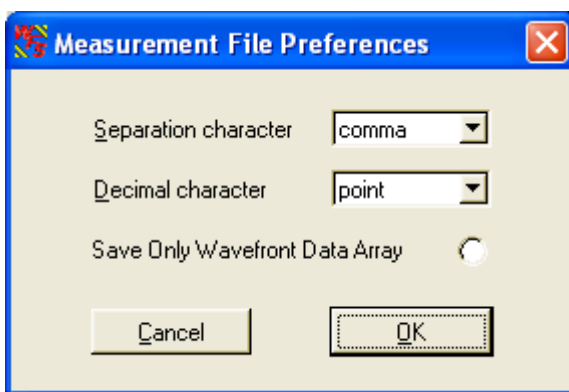 Measurement File Preferences
Separation character comma
Decimal character point
Save Only Wavefront Data Array
Cancel OK